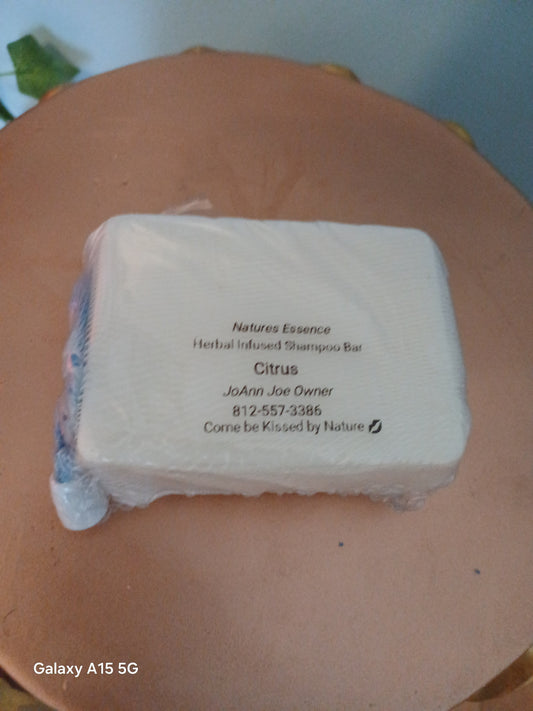 Natures Essence
Herbal Infused Shampoo Bar
Citrus
JoAnn Joe Owner
812-557-3386
Come be Kissed by Nature
Galaxy A15 5G